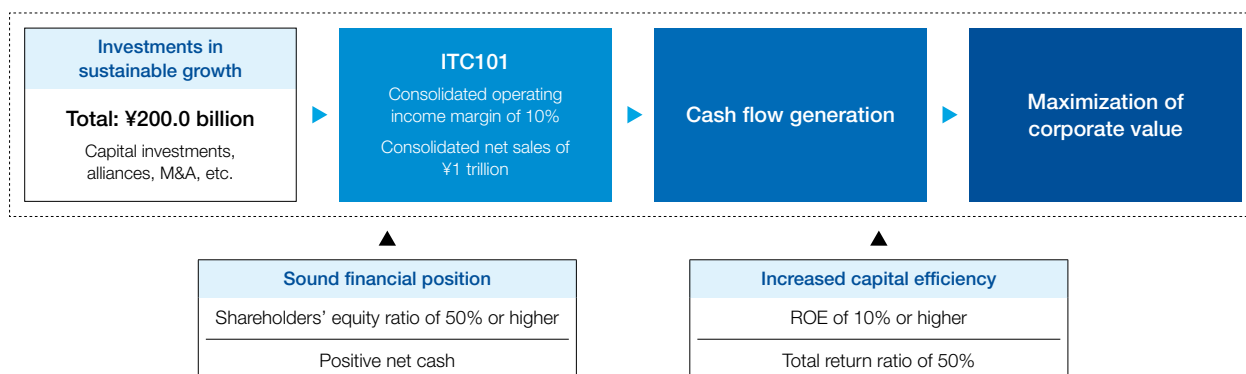 Investments in
sustainable growth
Total: ¥200.0 billion
Capital investments,
alliances, M&A, etc.
ITC101
Consolidated operating
income margin of 10%
Consolidated net sales of
¥1 trillion
Cash flow generation
Maximization of
corporate value
Sound financial position
Shareholders’ equity ratio of 50% or higher
Positive net cash
Increased capital efficiency
ROE of 10% or higher
Total return ratio of 50%